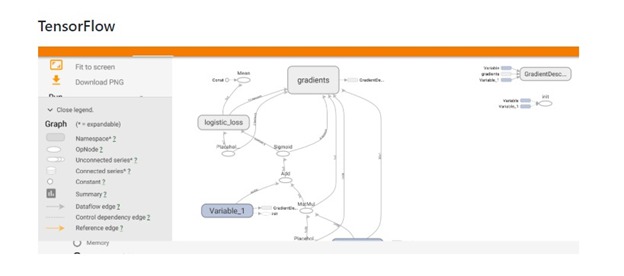 TensorFlow
Fit to screen
Download PNG
Run
Close legend.
Graph (* = expandable)
Namespace* ?
OpNode ?
Unconnected series* ?
Connected series* ?
Constant ?
Summary ?
Dataflow edge ?
Control dependency edge ?
Reference edge ?
Memory
Mean
Const
gradients
GradientDe...
logistic_loss
Placehol...
Sigmoid
Add
Variable_1
GradientDe...
init
MatMul
Placehol...
Variable
gradients
Variable_1
GradientDesc...
Variable
Variable_1
init